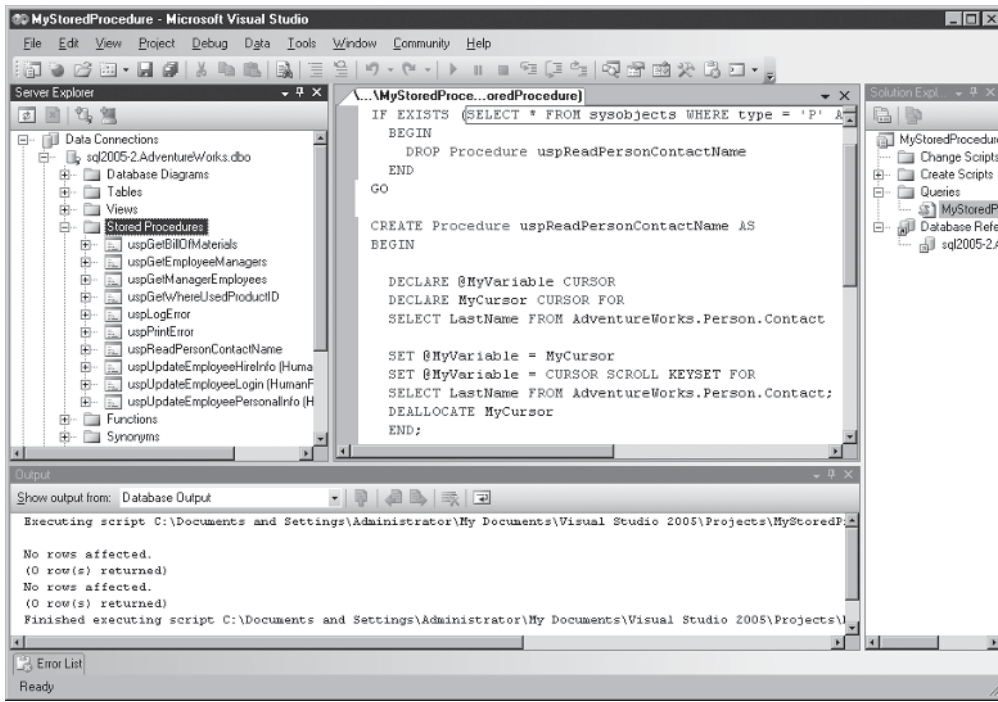 MyStoredProcedure - Microsoft Visual Studio
File Edit View Project Debug Data Tools Window Community Help
Server Explorer
Data Connections
sql2005-2.AdventureWorks.dbo
Database Diagrams
Tables
Views
Stored Procedures
uspGetBillOfMaterials
uspGetEmployeeManagers
uspGetManagerEmployees
uspGetWhereUsedProductID
uspLogError
uspPrintError
uspReadPersonContactName
uspUpdateEmployeeHireInfo (Huma
uspUpdateEmployeeLogin (HumanF
uspUpdateEmployeePersonalInfo (H
Functions
Synonyms
\...\MyStoredProce...oredProcedure)
IF EXISTS (SELECT * FROM sysobjects WHERE type = 'P' A
BEGIN
DROP Procedure uspReadPersonContactName
END
GO
CREATE Procedure uspReadPersonContactName AS
BEGIN
DECLARE @MyVariable CURSOR
DECLARE MyCursor CURSOR FOR
SELECT LastName FROM AdventureWorks.Person.Contact
SET @MyVariable = MyCursor
SET @MyVariable = CURSOR SCROLL KEYSET FOR
SELECT LastName FROM AdventureWorks.Person.Contact;
DEALLOCATE MyCursor
END;
Solution Expl...
MyStoredProcedure
Change Scripts
Create Scripts
Queries
MyStoredP
Database Refe
sql2005-2.A
Output
Show output from: Database Output
Executing script C:\Documents and Settings\Administrator\My Documents\Visual Studio 2005\Projects\MyStoredP
No rows affected.
(0 row(s) returned)
No rows affected.
(0 row(s) returned)
Finished executing script C:\Documents and Settings\Administrator\My Documents\Visual Studio 2005\Projects\
Error List
Ready